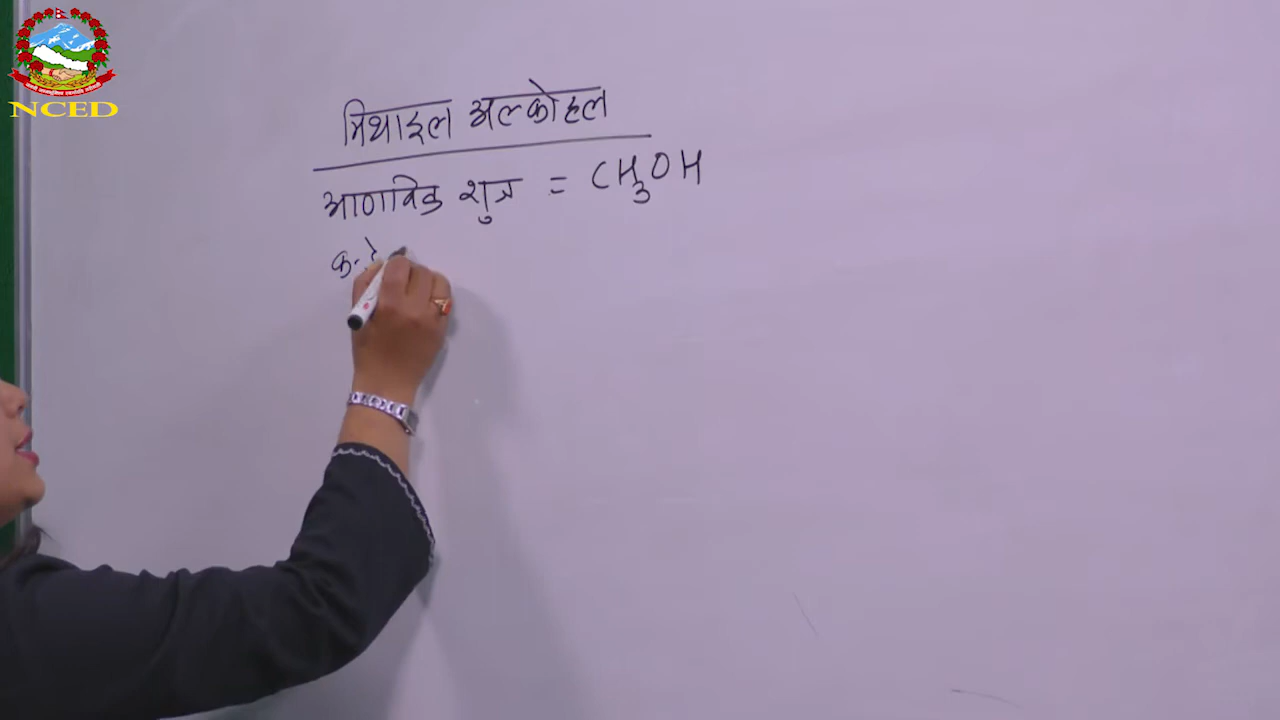 NCED
मिथाइल अल्कोहल
आणविक शुत्र = CH3OH